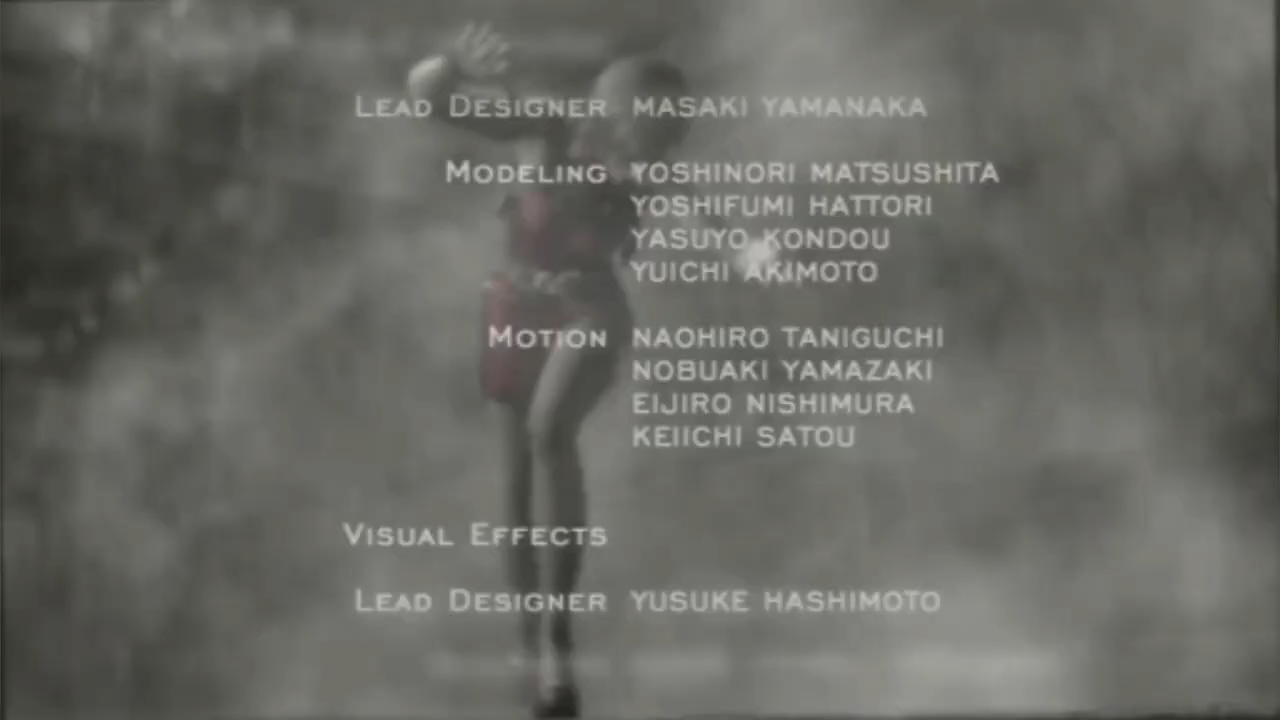 LEAD DESIGNER MASAKI YAMANAKA
MODELING YOSHINORI MATSUSHITA
YOSHIFUMI HATTORI
YASUYO KONDOU
YUICHI AKIMOTO
MOTION NAOHIRO TANIGUCHI
NOBUAKI YAMAZAKI
EIJIRO NISHIMURA
KEIICHI SATOU
VISUAL EFFECTS
LEAD DESIGNER YUSUKE HASHIMOTO